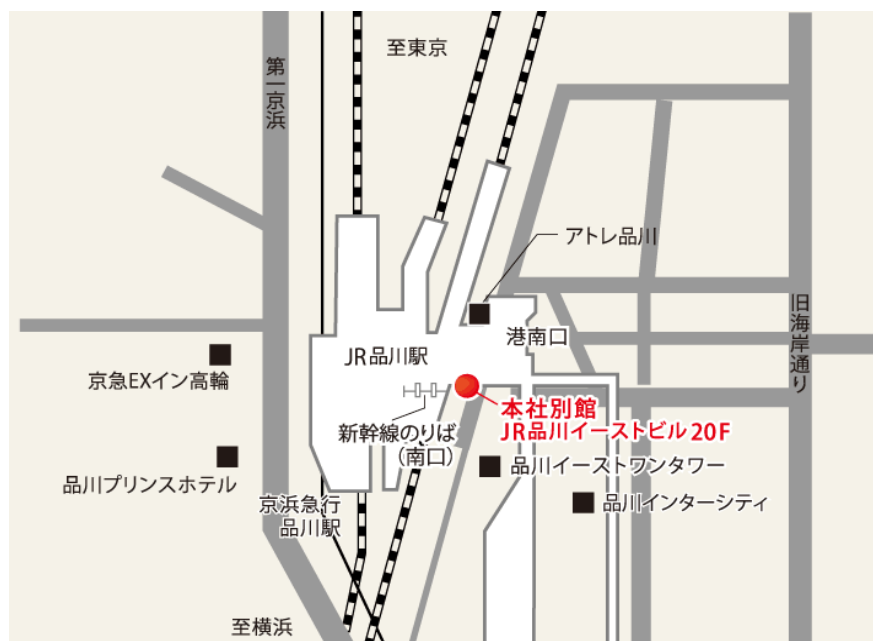 至東京
第一京浜
アトレ品川
旧海岸通り
港南口
JR品川駅
京急EXイン高輪
本社別館
JR品川イーストビル20F
新幹線のりば
(南口)
品川イーストワンタワー
品川プリンスホテル
品川インターシティ
京浜急行
品川駅
至横浜